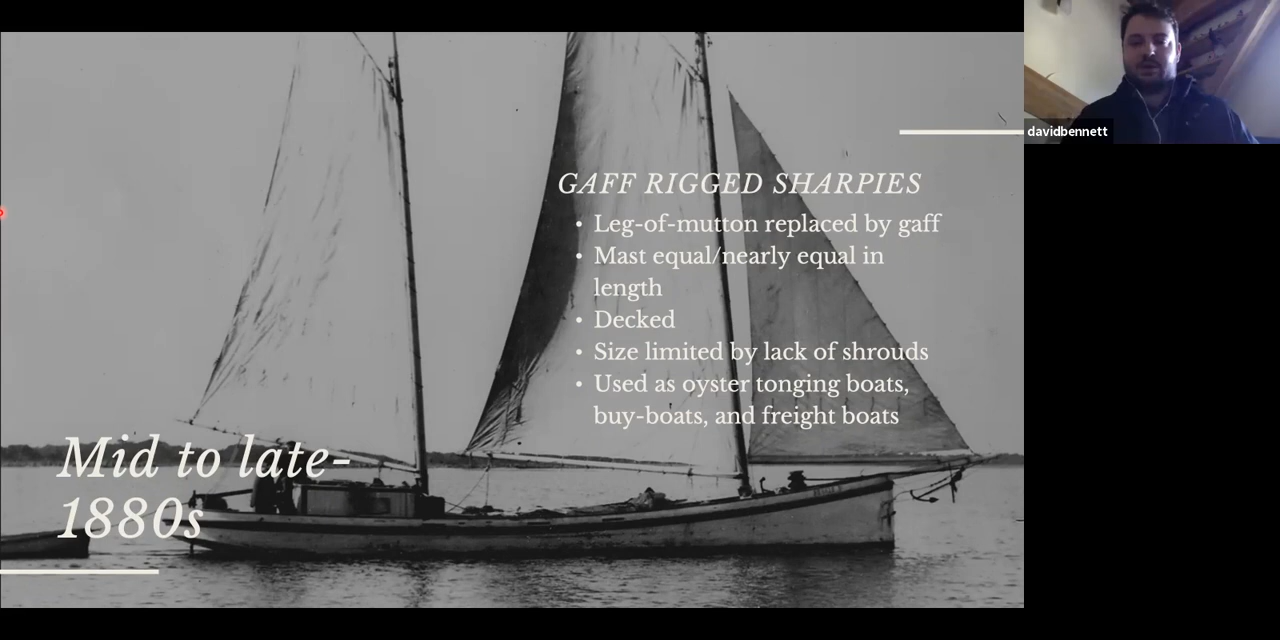 davidbennett
GAFF RIGGED SHARPIES
• Leg-of-mutton replaced by gaff
• Mast equal/nearly equal in
length
• Decked
• Size limited by lack of shrouds
• Used as oyster tonging boats,
buy-boats, and freight boats
Mid to late-
1880s